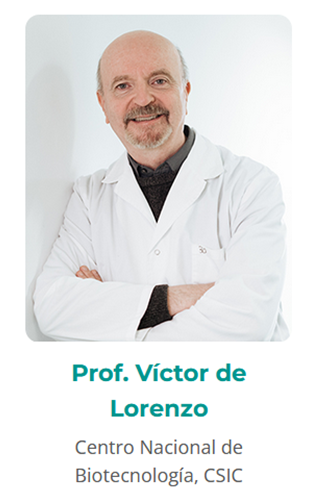 Prof. Víctor de
Lorenzo
Centro Nacional de
Biotecnología, CSIC